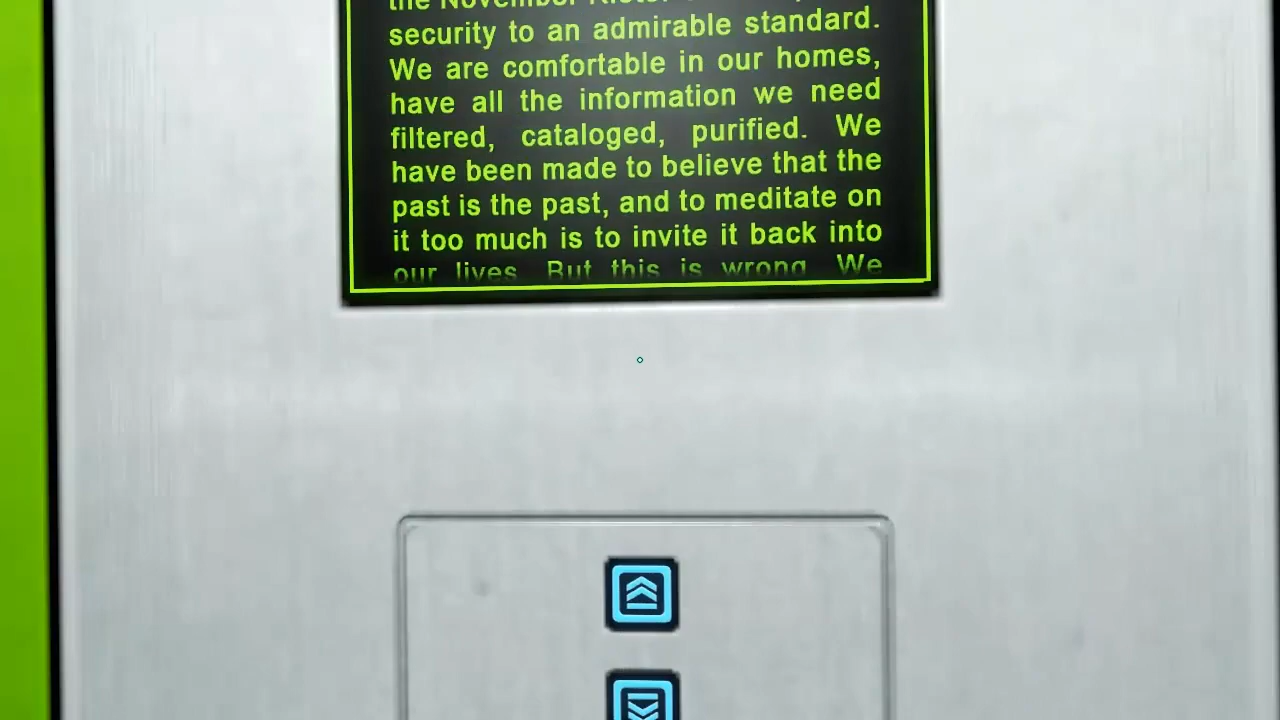 the November
security to an admirable standard.
We are comfortable in our homes,
have all the information we need
filtered, cataloged, purified. We
have been made to believe that the
past is the past, and to meditate on
it too much is to invite it back into
our lives. But this is wrong. We